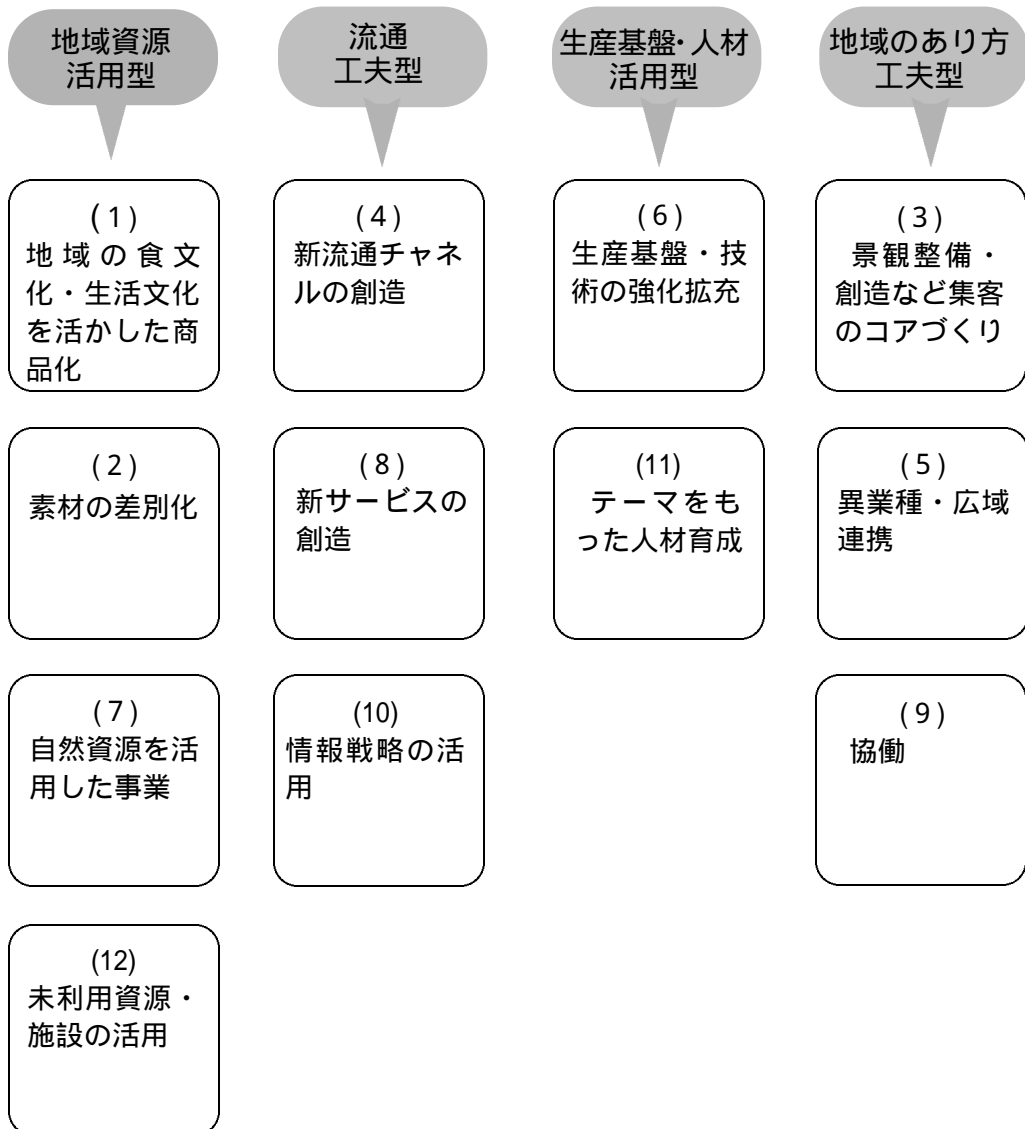 地域資源
活用型
流通
工夫型
生産基盤・人材
活用型
地域のあり方
工夫型
(1)
地域の食文
化・生活文化
を活かした商
品化
(4)
新流通チャネ
ルの創造
(6)
生産基盤・技
術の強化拡充
(3)
景観整備・
創造など集客
のコアづくり
(2)
素材の差別化
(8)
新サービスの
創造
(11)
テーマをも
った人材育成
(5)
異業種・広域
連携
(7)
自然資源を活
用した事業
(10)
情報戦略の活
用
(9)
協働
(12)
未利用資源・
施設の活用